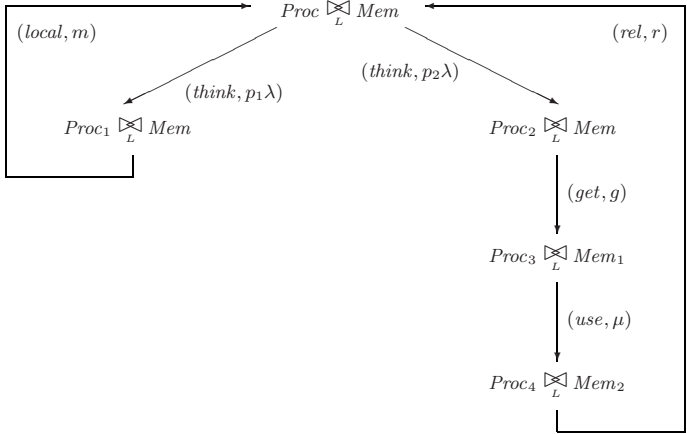 Proc ⋈_L Mem
(local, m)
(rel, r)
(think, p₁λ)
(think, p₂λ)
Proc₁ ⋈_L Mem
Proc₂ ⋈_L Mem
(get, g)
Proc₃ ⋈_L Mem₁
(use, μ)
Proc₄ ⋈_L Mem₂